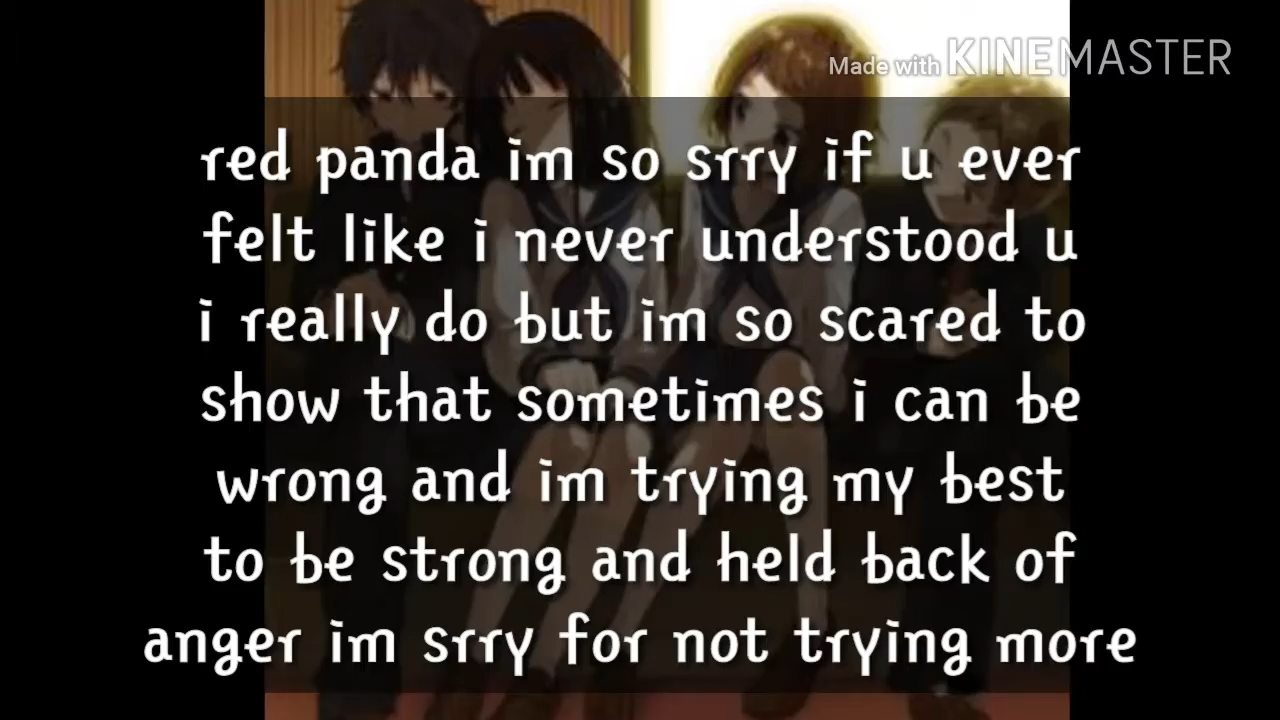 Made with KINEMASTER
red panda im so srry if u ever
felt like i never understood u
i really do but im so scared to
show that sometimes i can be
wrong and im trying my best
to be strong and held back of
anger im srry for not trying more